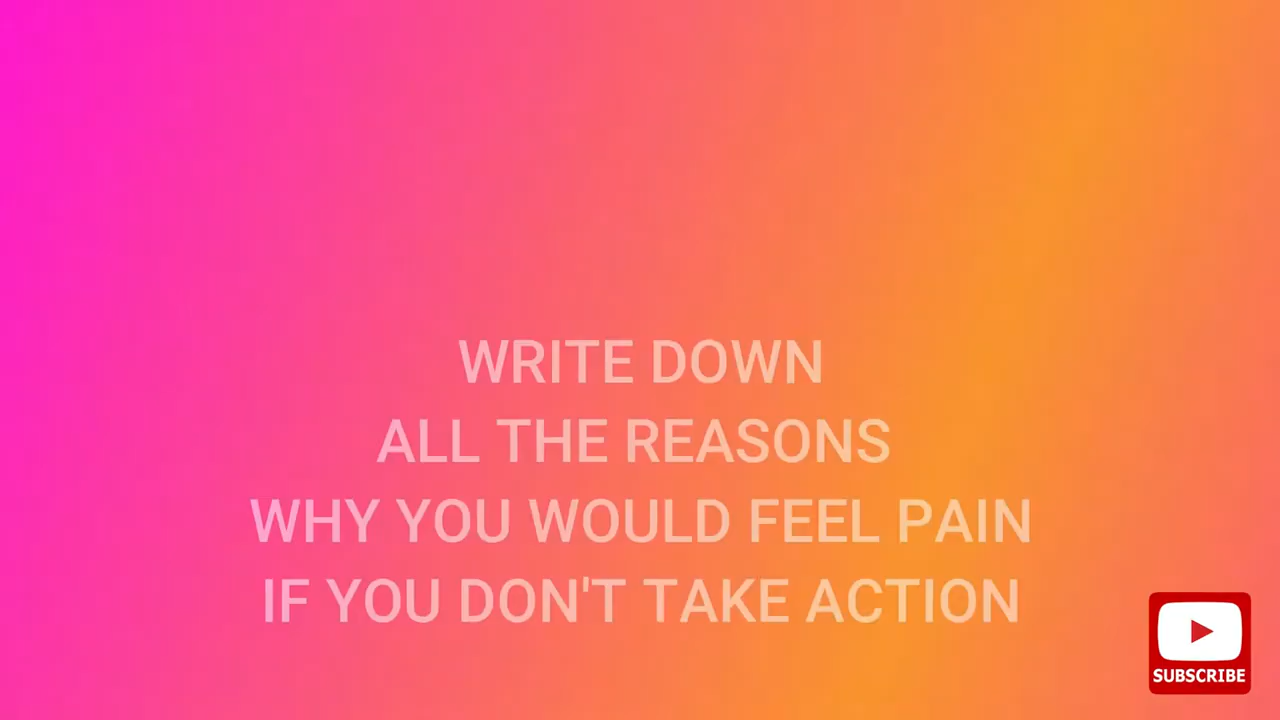 WRITE DOWN
ALL THE REASONS
WHY YOU WOULD FEEL PAIN
IF YOU DON'T TAKE ACTION
SUBSCRIBE